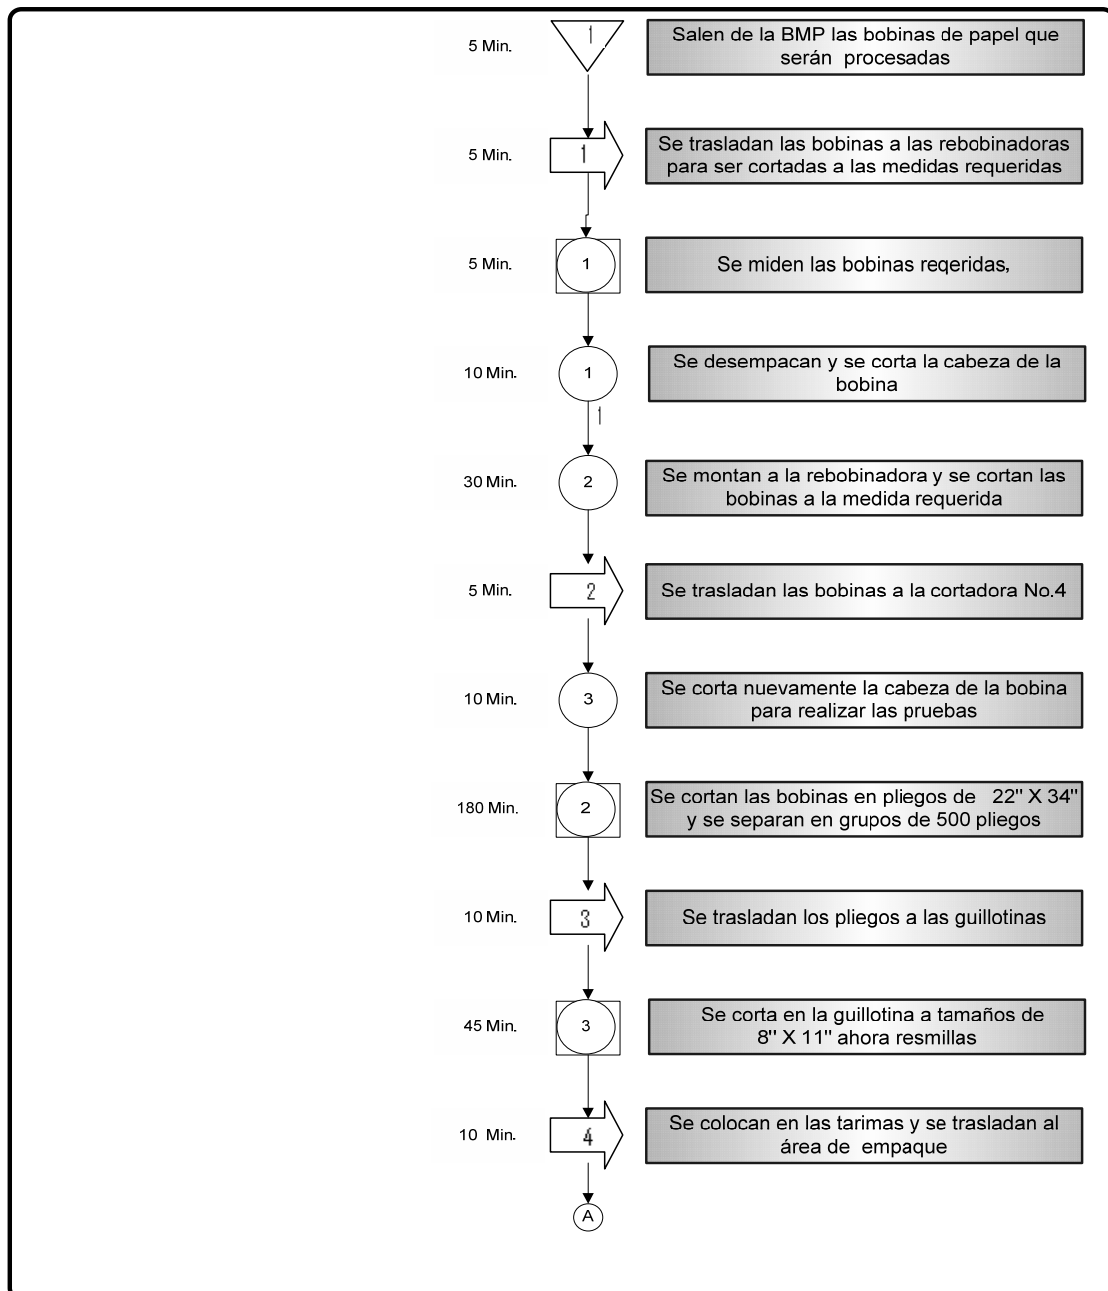 5 Min.
1
Salen de la BMP las bobinas de papel que
serán procesadas
5 Min.
1
Se trasladan las bobinas a las rebobinadoras
para ser cortadas a las medidas requeridas
5 Min.
1
Se miden las bobinas reqeridas,
10 Min.
1
Se desempacan y se corta la cabeza de la
bobina
1
30 Min.
2
Se montan a la rebobinadora y se cortan las
bobinas a la medida requerida
5 Min.
2
Se trasladan las bobinas a la cortadora No.4
10 Min.
3
Se corta nuevamente la cabeza de la bobina
para realizar las pruebas
180 Min.
2
Se cortan las bobinas en pliegos de 22" X 34"
y se separan en grupos de 500 pliegos
10 Min.
3
Se trasladan los pliegos a las guillotinas
45 Min.
3
Se corta en la guillotina a tamaños de
8" X 11" ahora resmillas
10 Min.
4
Se colocan en las tarimas y se trasladan al
área de empaque
A